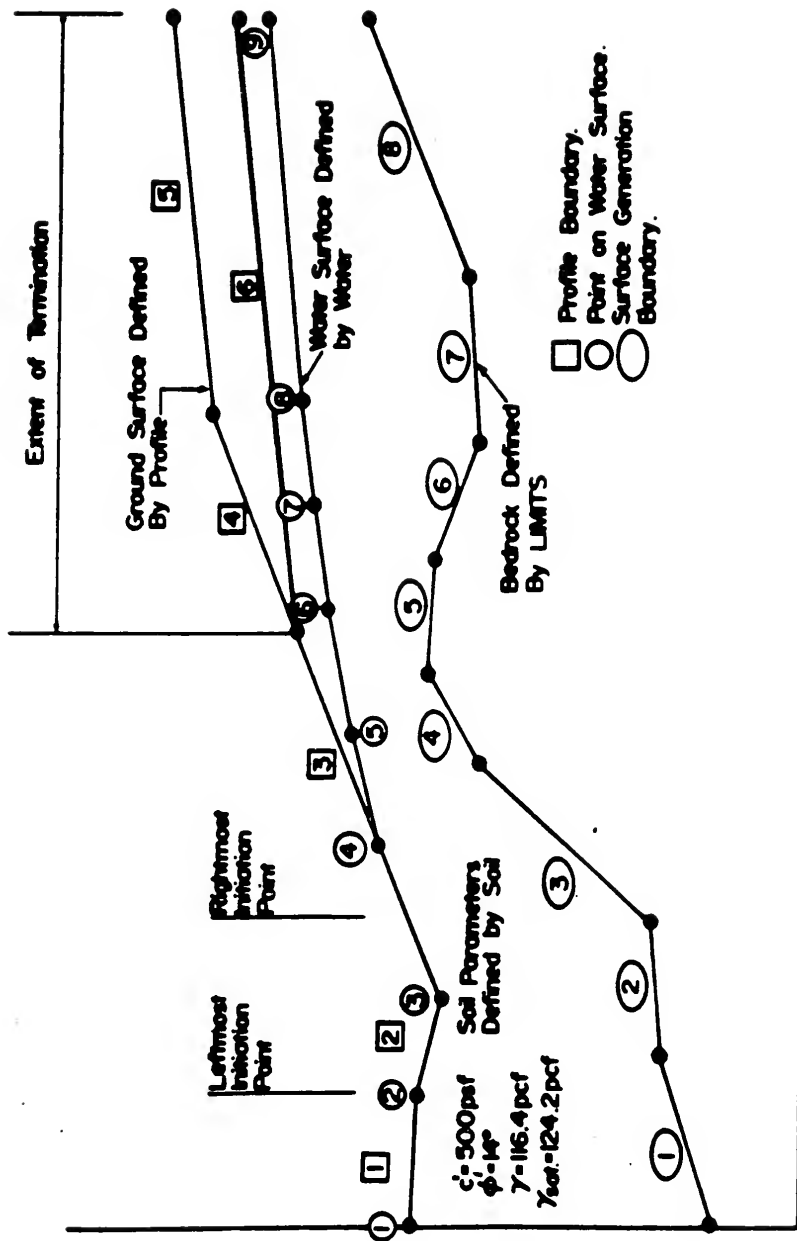 Extent of Termination
Ground Surface Defined
By Profile
5
4
6
9
Water Surface Defined
by Water
8
7
6
5
3
4
Rightmost
Initiation
Point
Leftmost
Initiation
Point
3
2
2
1
1
Soil Parameters
Defined by Soil
c'=500psf
ϕ'=14°
γ=116.4pcf
γsat.=124.2pcf
1
2
3
4
5
6
7
8
Bedrock Defined
By LIMITS
Profile Boundary.
Point on Water Surface.
Surface Generation
Boundary.